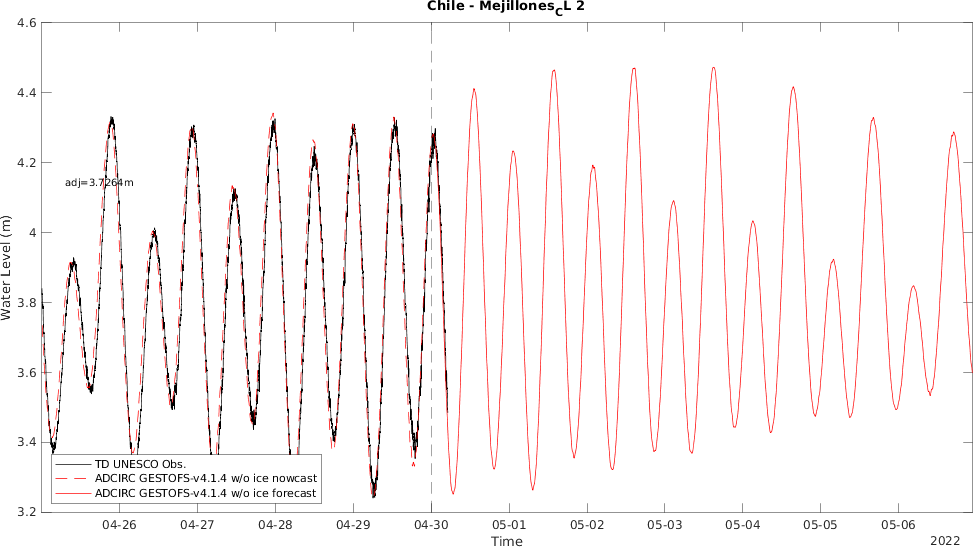 Chile - Mejillones_CL 2
4.6
4.4
4.2
4
3.8
3.6
3.4
3.2
Water Level (m)
adj=3.7264m
TD UNESCO Obs.
ADCIRC GESTOFS-v4.1.4 w/o ice nowcast
ADCIRC GESTOFS-v4.1.4 w/o ice forecast
04-26 04-27 04-28 04-29 04-30 05-01 05-02 05-03 05-04 05-05 05-06
Time
2022